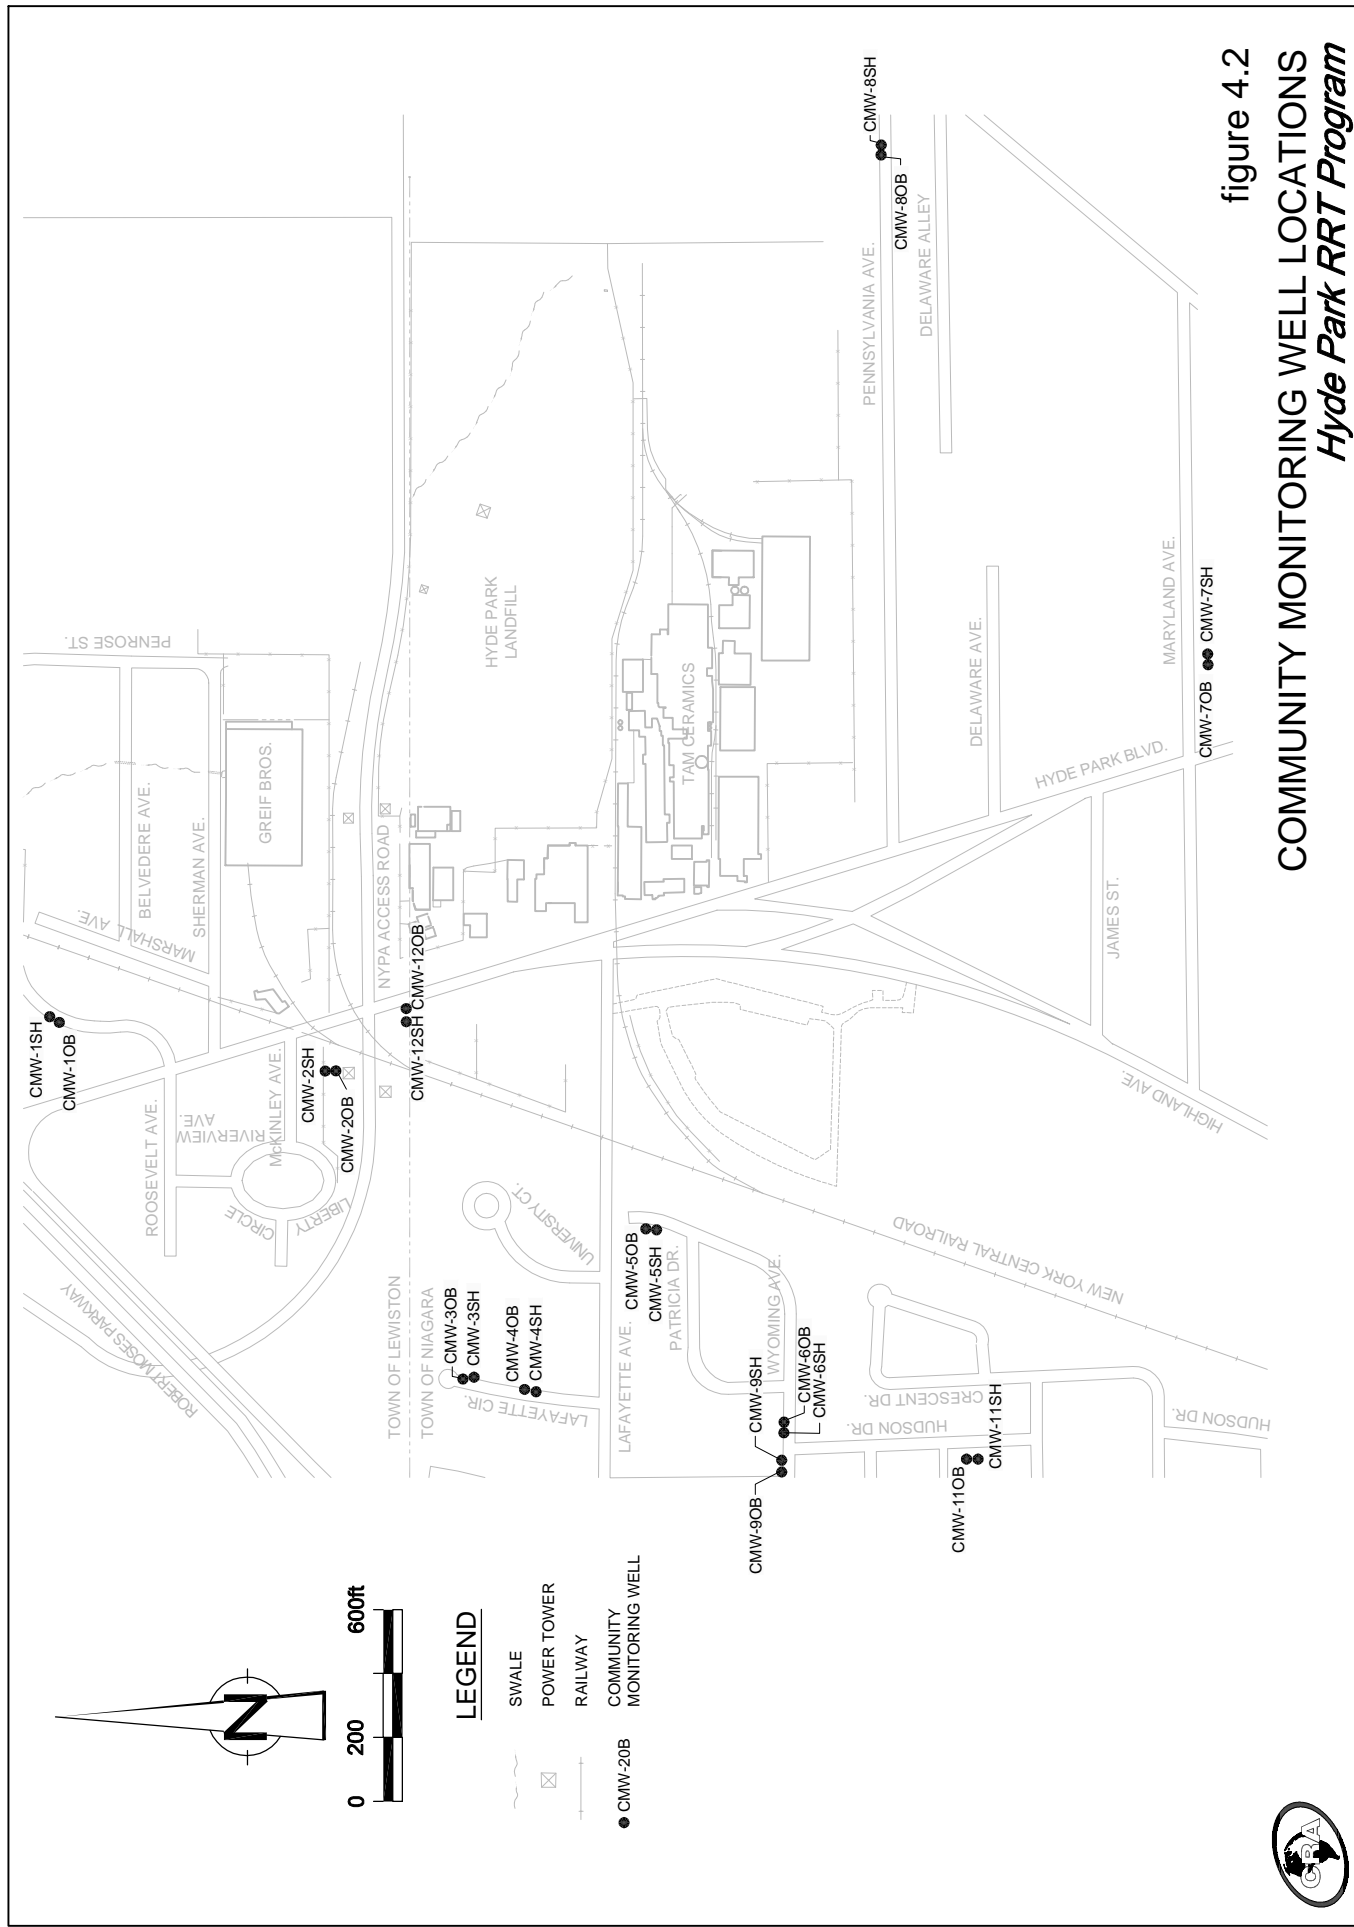 CMW-1SH
CMW-1OB
ROOSEVELT AVE.
RIVERVIEW
AVE.
McKINLEY AVE.
LIBERTY
CIRCLE
ROBERT MOSES PARKWAY
MARSHALL AVE.
BELVEDERE AVE.
SHERMAN AVE.
PENROSE ST.
GREIF BROS.
CMW-2SH
CMW-2OB
NYPA ACCESS ROAD
CMW-12SH
CMW-12OB
TOWN OF LEWISTON
TOWN OF NIAGARA
HYDE PARK
LANDFILL
CMW-3OB
CMW-3SH
CMW-4OB
CMW-4SH
LAFAYETTE CIR.
UNIVERSITY CT.
LAFAYETTE AVE.
CMW-5OB
CMW-5SH
PATRICIA DR.
TAM CERAMICS
WYOMING AVE.
CMW-9OB
CMW-9SH
CMW-6OB
CMW-6SH
HUDSON DR.
CRESCENT DR.
NEW YORK CENTRAL RAILROAD
CMW-11OB
CMW-11SH
HUDSON DR.
PENNSYLVANIA AVE.
CMW-8SH
CMW-8OB
DELAWARE ALLEY
DELAWARE AVE.
HYDE PARK BLVD.
JAMES ST.
HIGHLAND AVE.
MARYLAND AVE.
CMW-7OB
CMW-7SH
N
0
200
600ft
LEGEND
SWALE
POWER TOWER
RAILWAY
CMW-20B
COMMUNITY
MONITORING WELL
figure 4.2
COMMUNITY MONITORING WELL LOCATIONS
Hyde Park RRT Program
CRA